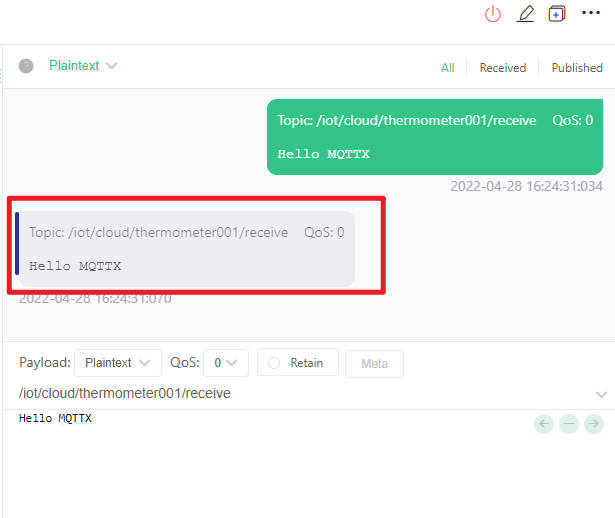 Plaintext
All Received Published
Topic: /iot/cloud/thermometer001/receive QoS: 0
Hello MQTTX
2022-04-28 16:24:31:034
Topic: /iot/cloud/thermometer001/receive QoS: 0
Hello MQTTX
2022-04-28 16:24:31:070
Payload: Plaintext QoS: 0 Retain Meta
/iot/cloud/thermometer001/receive
Hello MQTTX